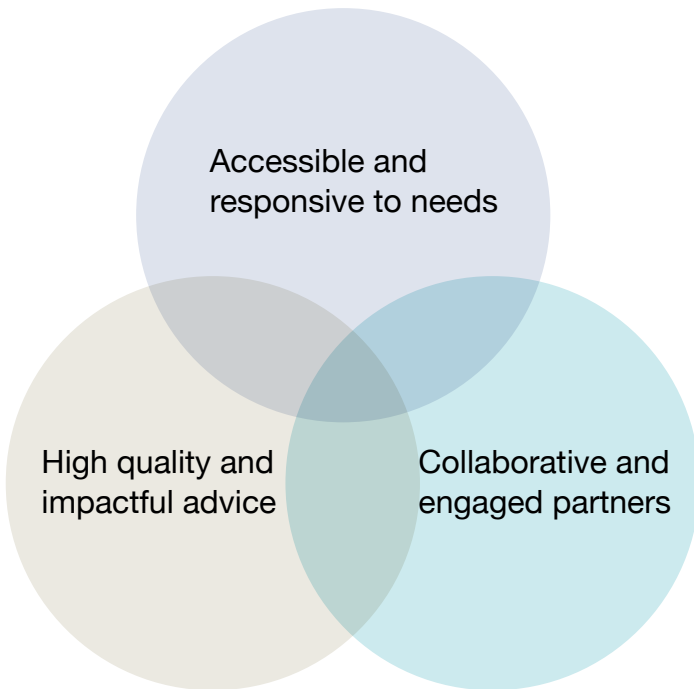 Accessible and
responsive to needs
High quality and
impactful advice
Collaborative and
engaged partners